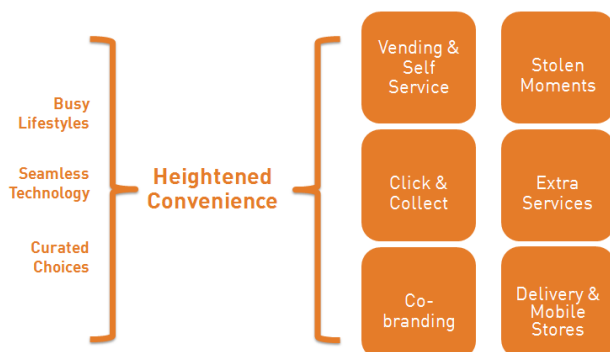 Busy
Lifestyles
Seamless
Technology
Curated
Choices
Heightened
Convenience
Vending &
Self
Service
Stolen
Moments
Click &
Collect
Extra
Services
Co-
branding
Delivery &
Mobile
Stores